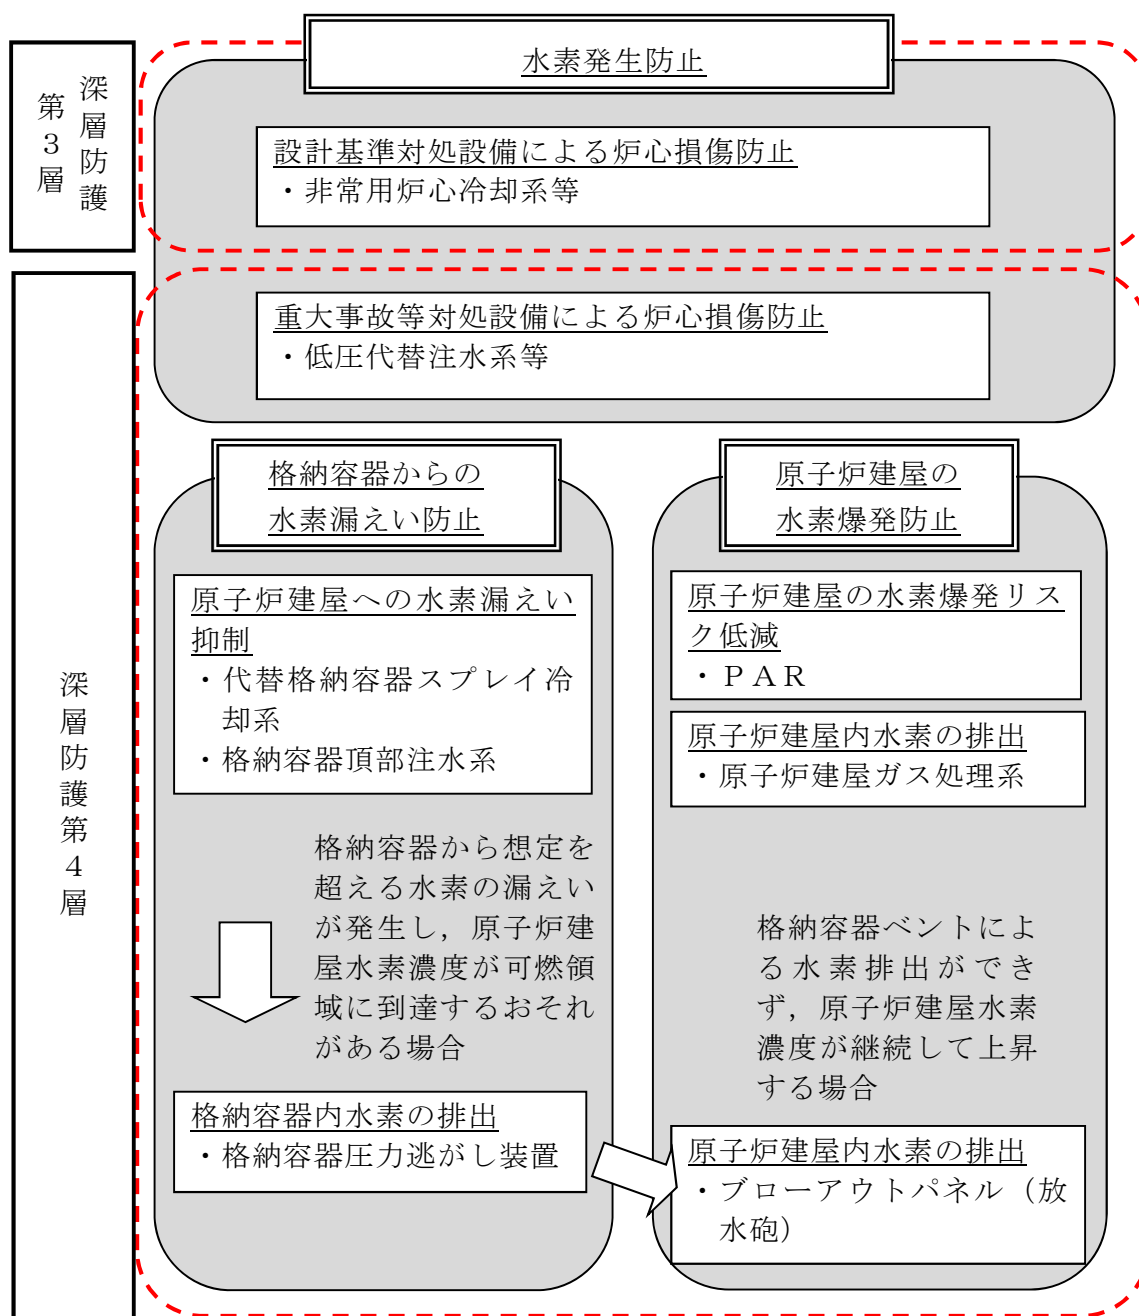 水素発生防止
深層防護
第3層
設計基準対処設備による炉心損傷防止
・非常用炉心冷却系等
深層防護第4層
重大事故等対処設備による炉心損傷防止
・低圧代替注水系等
格納容器からの
水素漏えい防止
原子炉建屋への水素漏えい
抑制
・代替格納容器スプレイ冷
却系
・格納容器頂部注水系
格納容器から想定を
超える水素の漏えい
が発生し，原子炉建
屋水素濃度が可燃領
域に到達するおそれ
がある場合
格納容器内水素の排出
・格納容器圧力逃がし装置
原子炉建屋の
水素爆発防止
原子炉建屋の水素爆発リス
ク低減
・ＰＡＲ
原子炉建屋内水素の排出
・原子炉建屋ガス処理系
格納容器ベントによ
る水素排出ができ
ず，原子炉建屋水素
濃度が継続して上昇
する場合
原子炉建屋内水素の排出
・ブローアウトパネル（放
水砲）